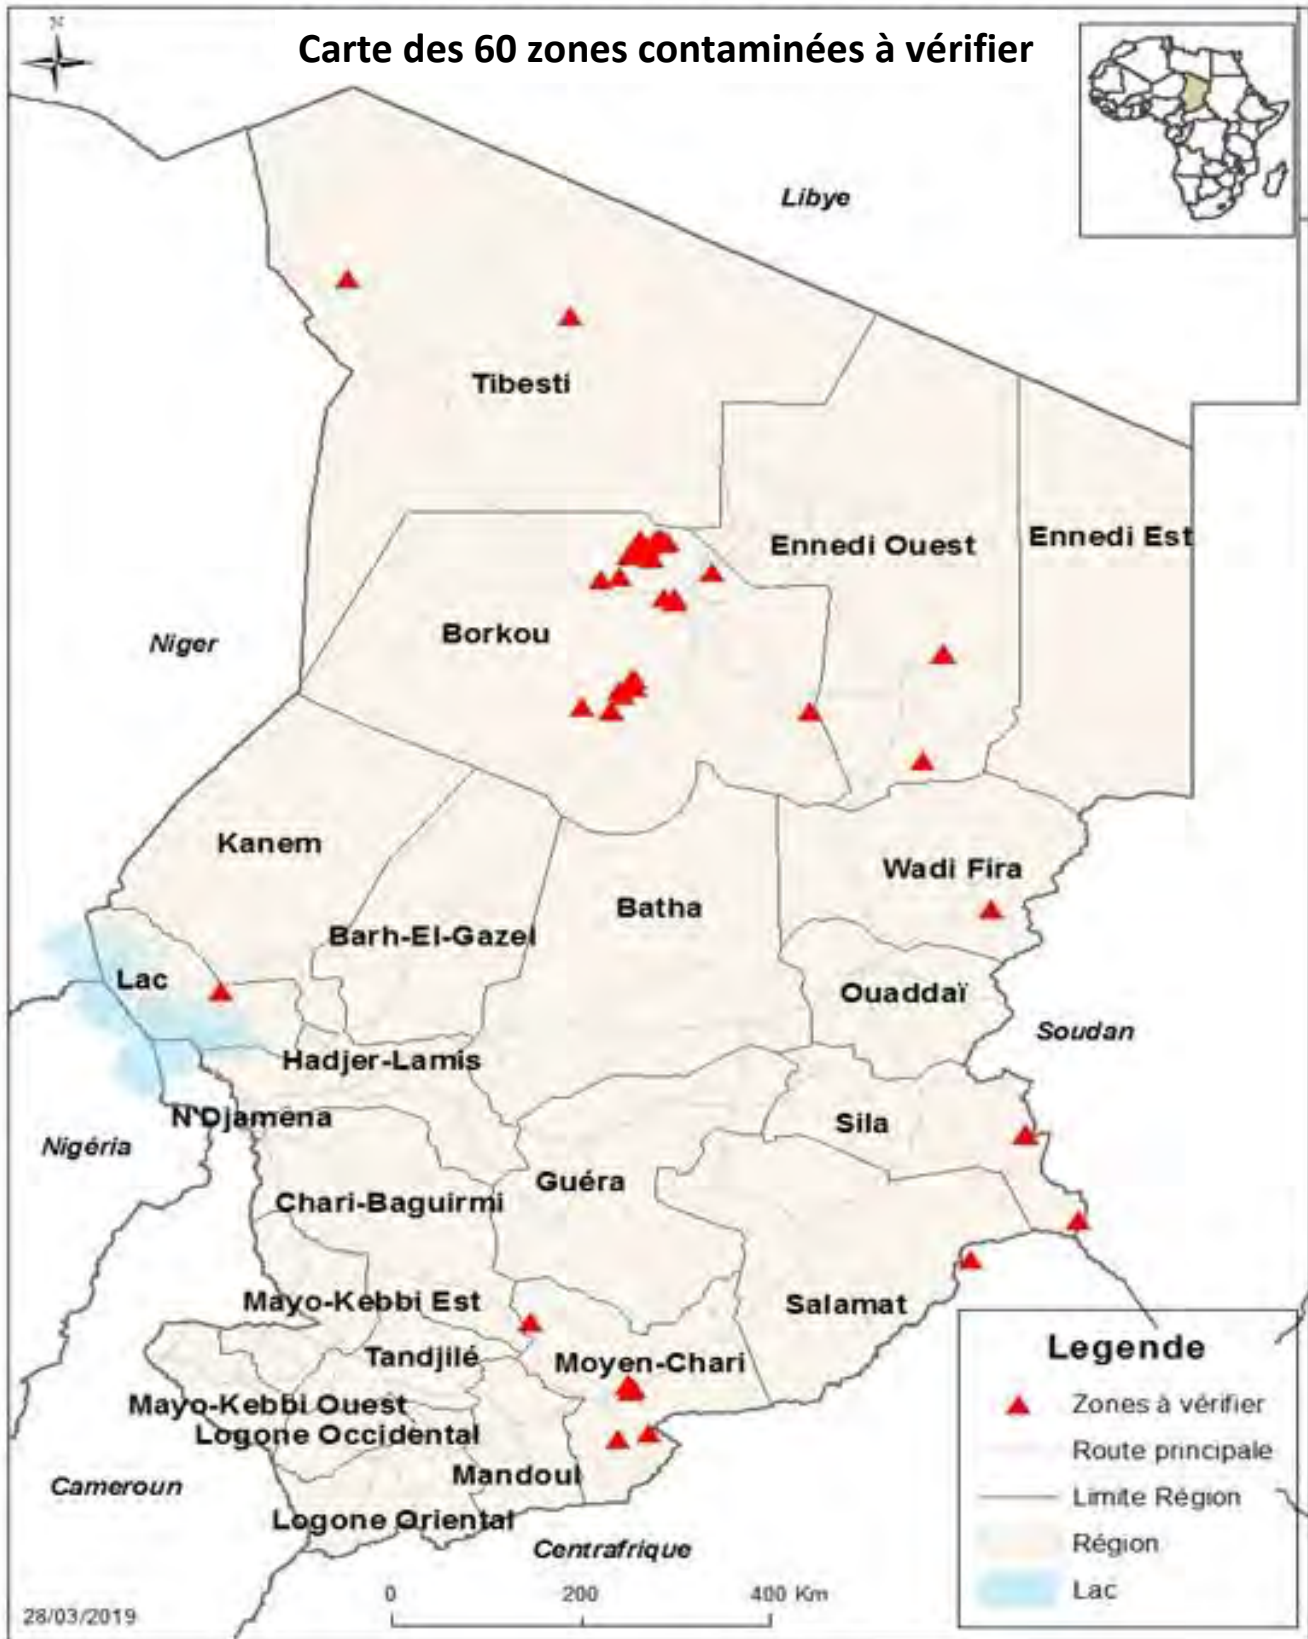 N
Carte des 60 zones contaminées à vérifier
Libye
Tibesti
Ennedi Ouest
Ennedi Est
Borkou
Niger
Kanem
Wadi Fira
Batha
Barh-El-Gazel
Lac
Ouaddaï
Soudan
Hadjer-Lamis
N'Djamena
Sila
Nigéria
Guéra
Chari-Baguirmi
Mayo-Kebbi Est
Salamat
Tandjilé
Moyen-Chari
Mayo-Kebbi Ouest
Logone Occidental
Mandoul
Cameroun
Logone Oriental
Centrafrique
Legende
Zones à vérifier
Route principale
Limite Région
Région
Lac
0 200 400 Km
28/03/2019